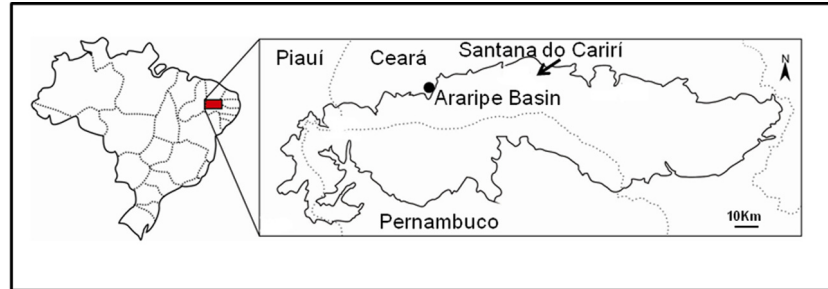 Piauí
Ceará
Santana do Carirí
N
Araripe Basin
Pernambuco
10Km